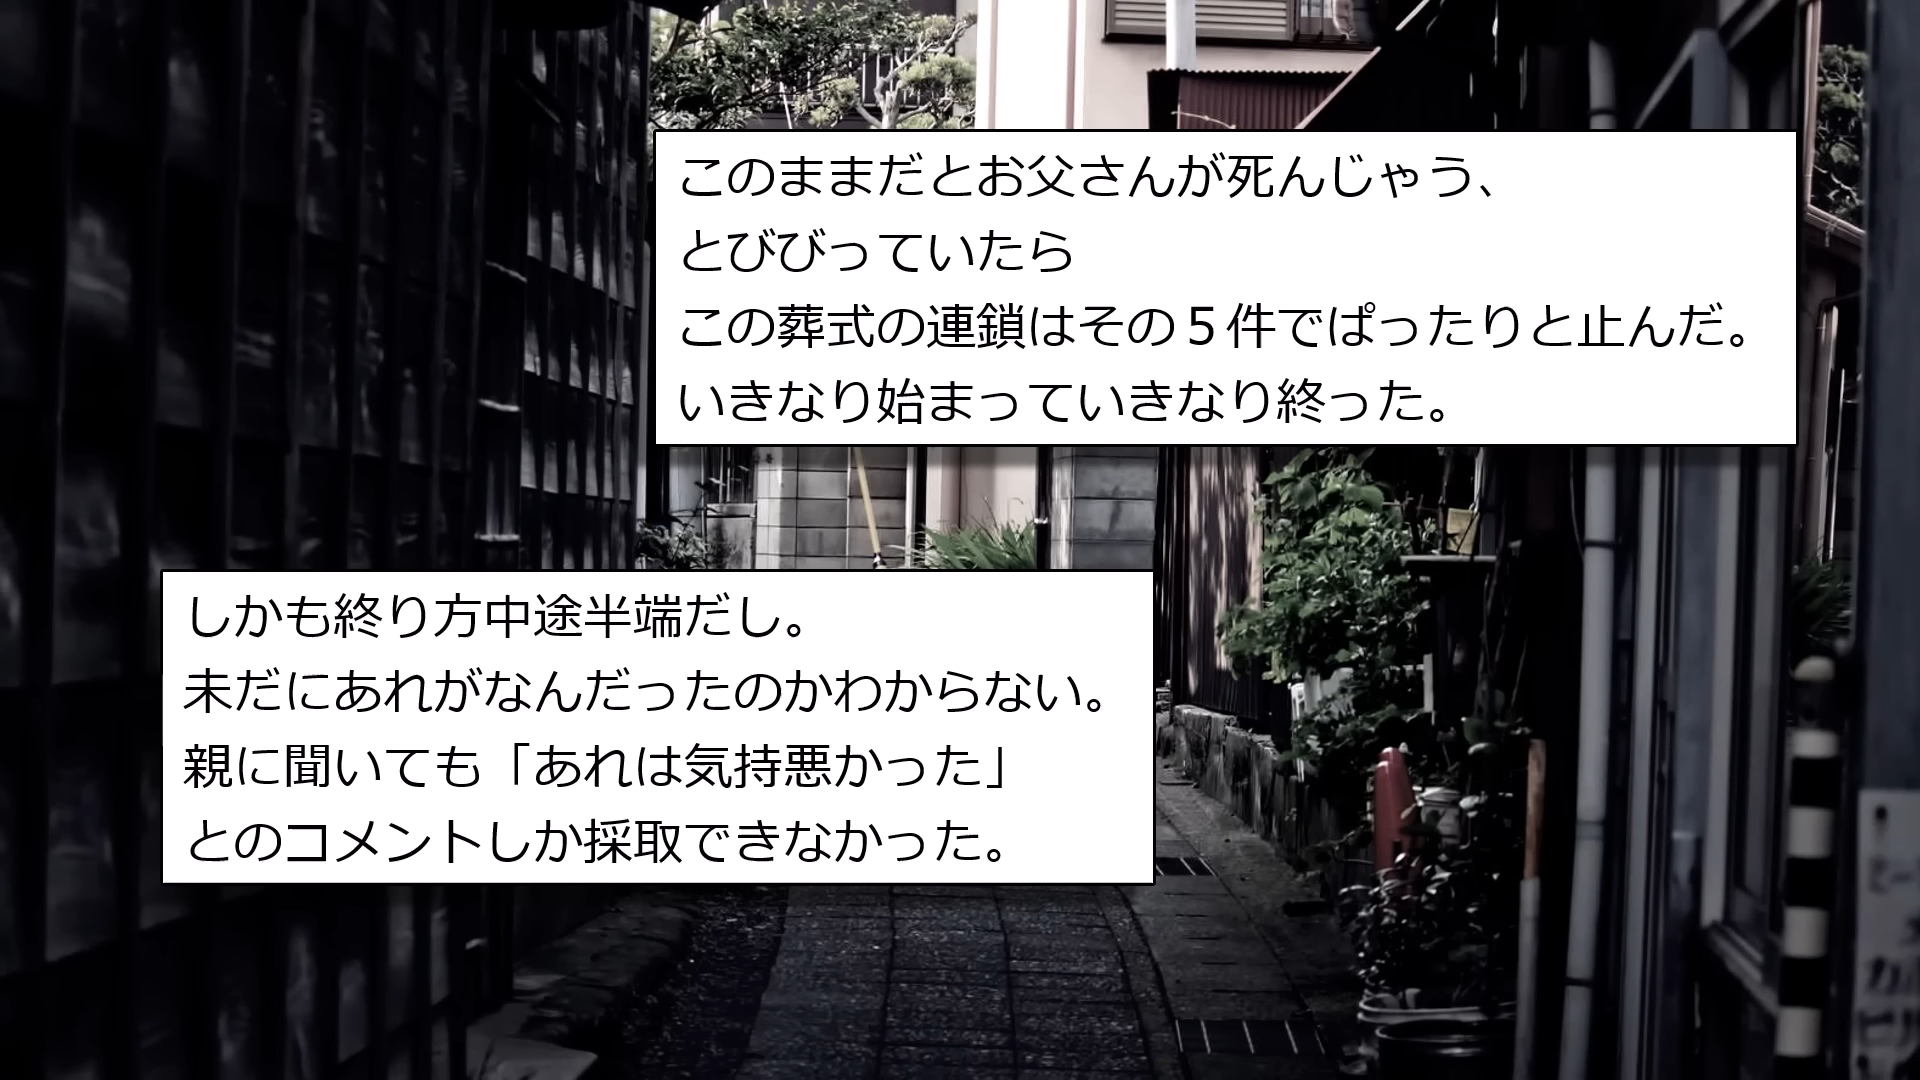 このままだとお父さんが死んじゃう、
とびびっていたら
この葬式の連鎖はその５件でぱったりと止んだ。
いきなり始まっていきなり終った。
しかも終り方中途半端だし。
未だにあれがなんだったのかわからない。
親に聞いても「あれは気持悪かった」
とのコメントしか採取できなかった。